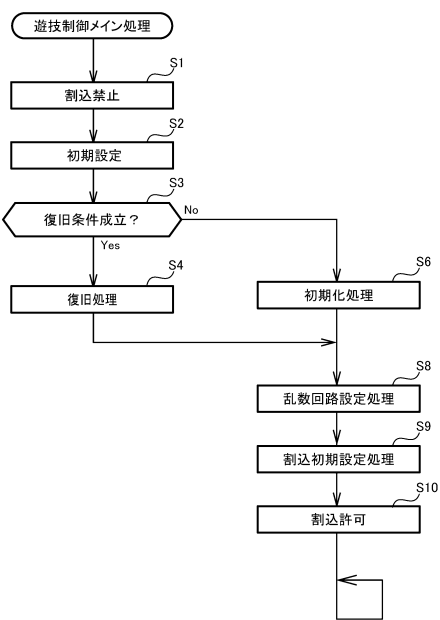 遊技制御メイン処理
S1
割込禁止
S2
初期設定
S3
復旧条件成立？
No
Yes
S4
復旧処理
S6
初期化処理
S8
乱数回路設定処理
S9
割込初期設定処理
S10
割込許可